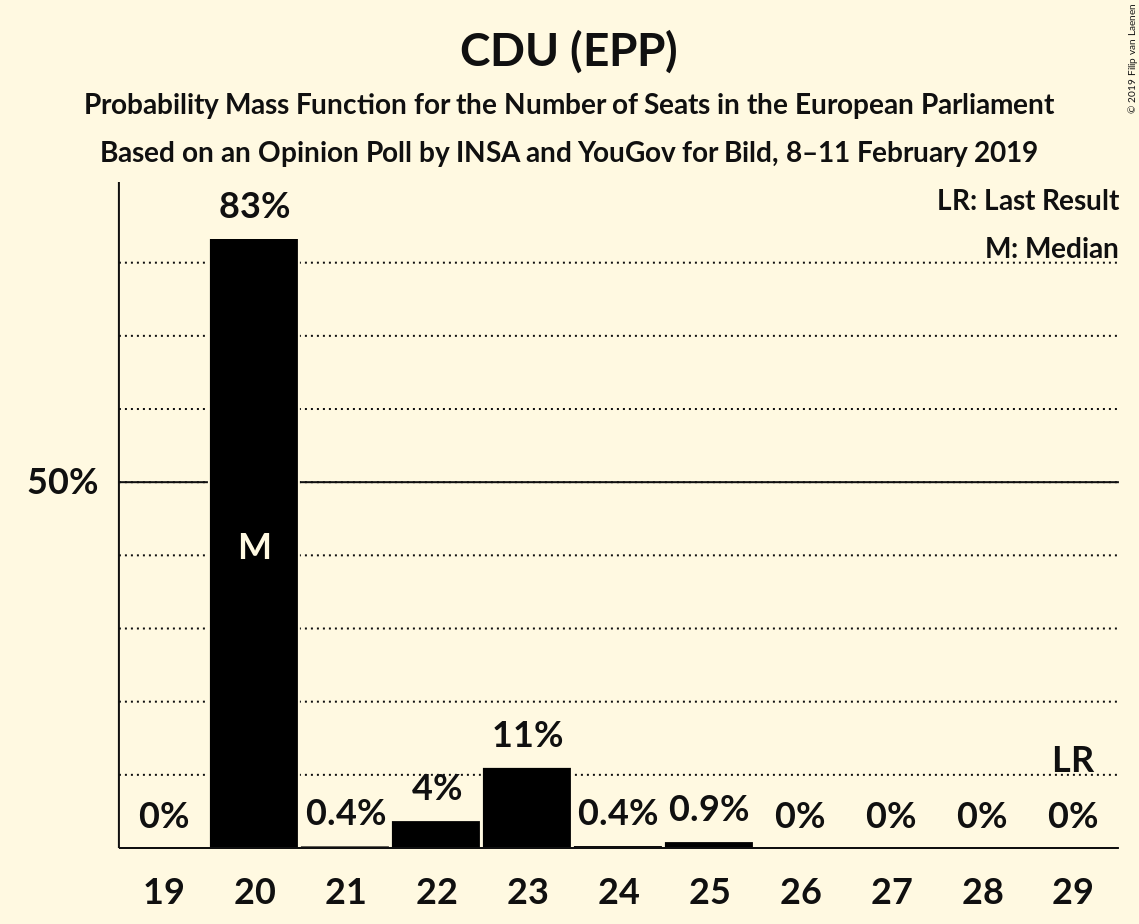 CDU (EPP)
Probability Mass Function for the Number of Seats in the European Parliament
Based on an Opinion Poll by INSA and YouGov for Bild, 8–11 February 2019
© 2019 Filip van Laenen
LR: Last Result
M: Median
83%
50%
M
11%
LR
4%
0% 0.4% 0.4% 0.9% 0% 0% 0% 0%
19 20 21 22 23 24 25 26 27 28 29